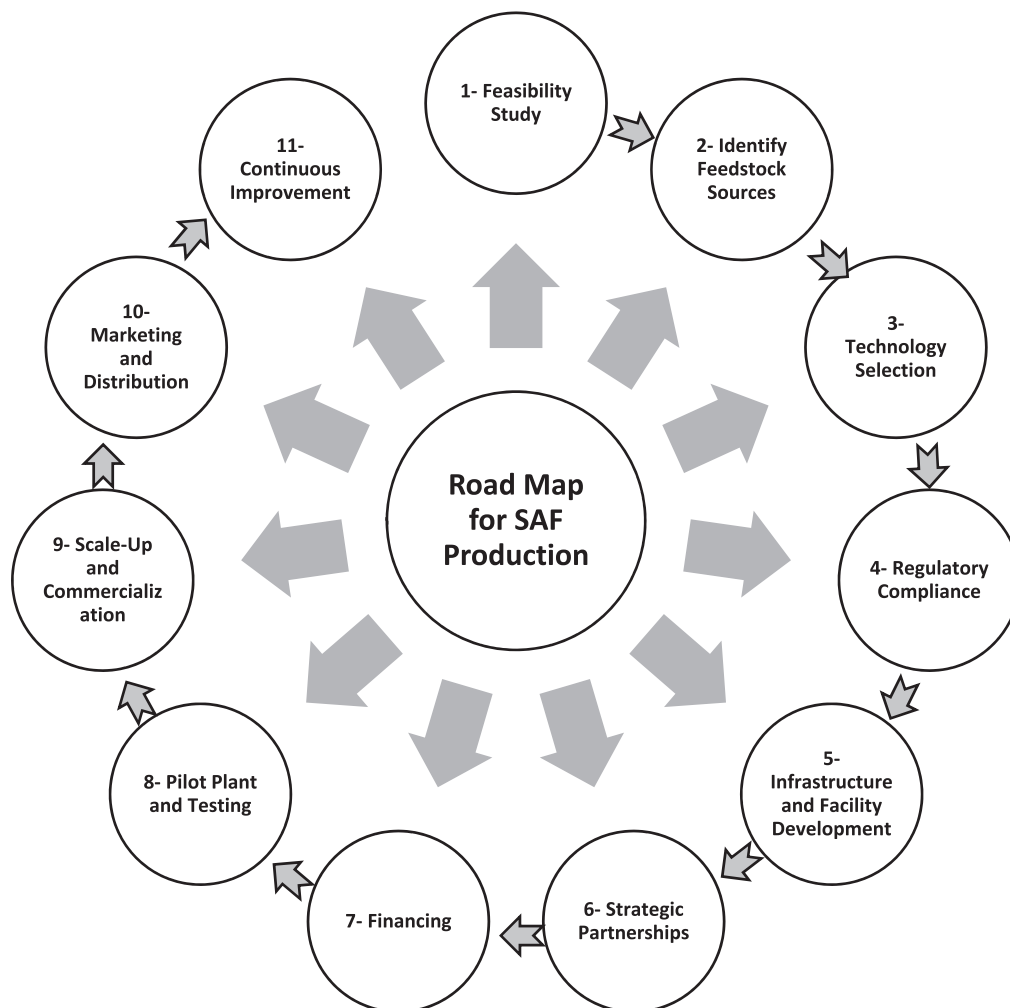 1- Feasibility
Study
2- Identify
Feedstock
Sources
3-
Technology
Selection
4- Regulatory
Compliance
5-
Infrastructure
and Facility
Development
6- Strategic
Partnerships
7- Financing
8- Pilot Plant
and Testing
9- Scale-Up
and
Commercializ
ation
10-
Marketing
and
Distribution
11-
Continuous
Improvement
Road Map
for SAF
Production